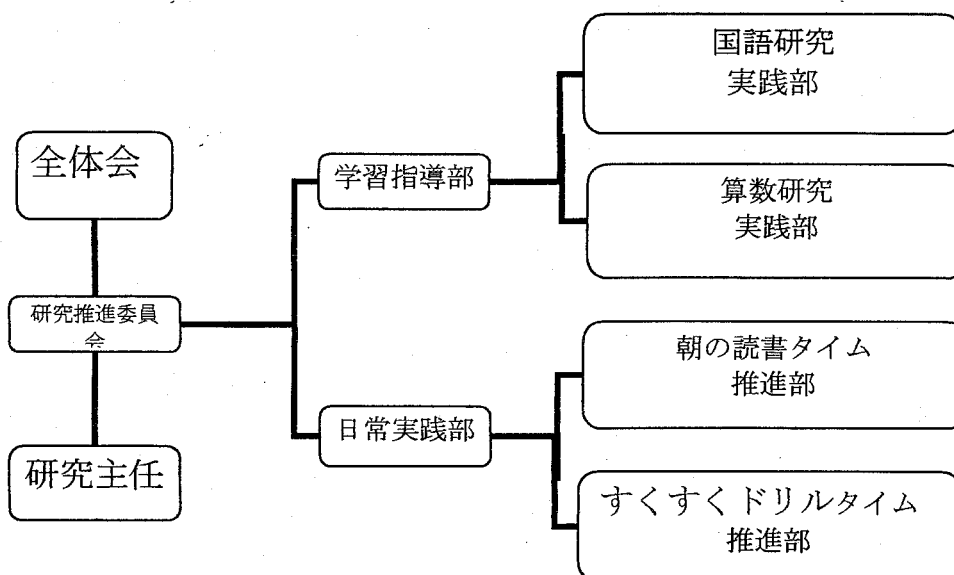 全体会
研究推進委員
会
研究主任
学習指導部
日常実践部
国語研究
実践部
算数研究
実践部
朝の読書タイム
推進部
すくすくドリルタイム
推進部